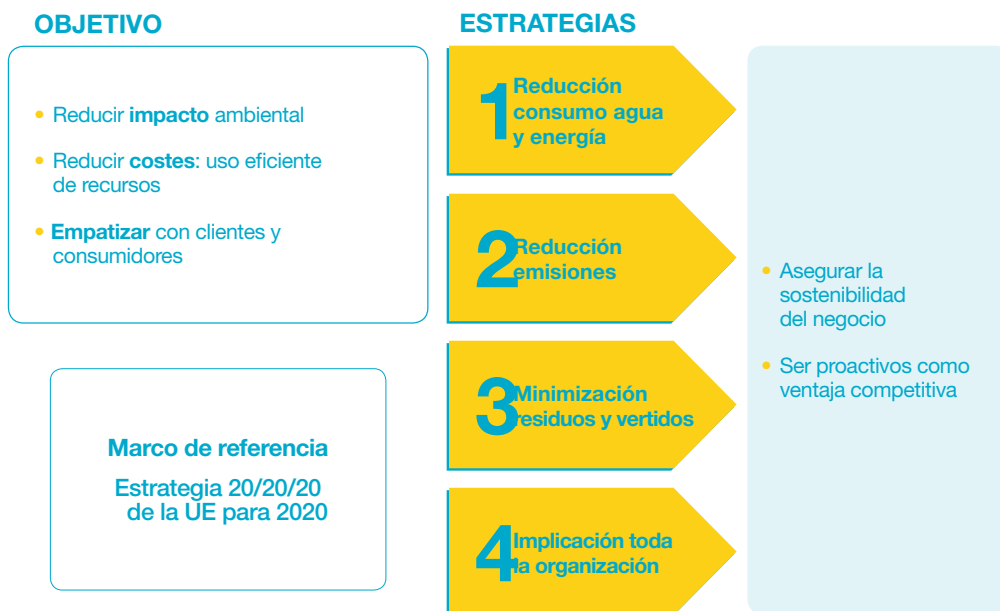 OBJETIVO
• Reducir impacto ambiental
• Reducir costes: uso eficiente
de recursos
• Empatizar con clientes y
consumidores
Marco de referencia
Estrategia 20/20/20
de la UE para 2020
ESTRATEGIAS
1
Reducción
consumo agua
y energía
2
Reducción
emisiones
3
Minimización
residuos y vertidos
4
Implicación toda
la organización
• Asegurar la
sostenibilidad
del negocio
• Ser proactivos como
ventaja competitiva